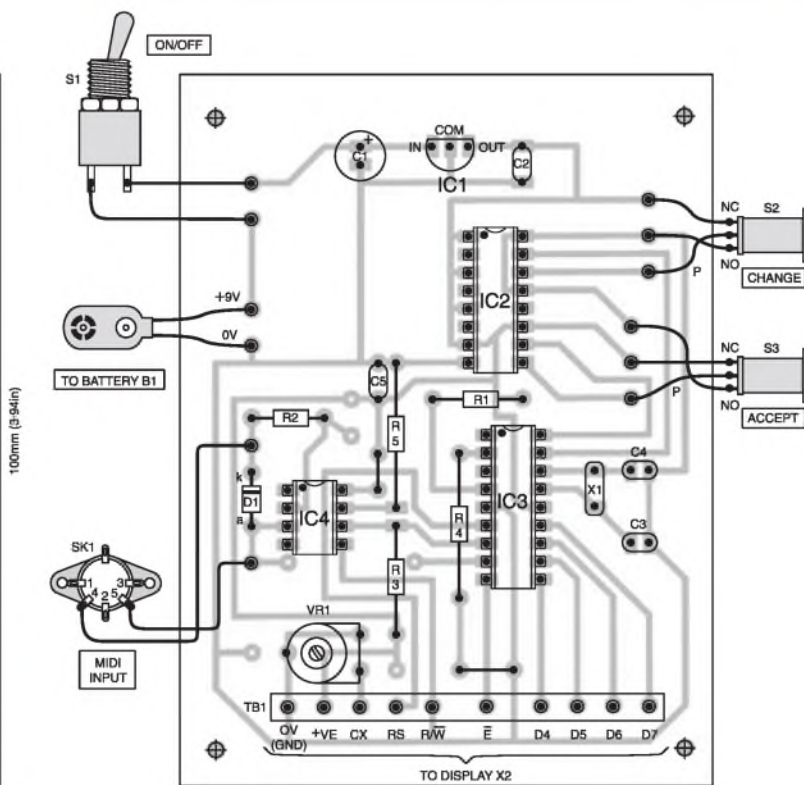 ON/OFF
S1
COM
IN
OUT
C1
+
IC1
C2
NC
S2
IC2
NO
P
CHANGE
+9V
0V
TO BATTERY B1
NC
S3
C5
P
NO
ACCEPT
R1
R2
R5
100mm (3·94in)
k
D1
a
IC4
R4
IC3
X1
C4
C3
SK1
1
3
4
2
5
R3
VR1
MIDI
INPUT
TB1
0V
(GND)
+VE
CX
RS
R/W̅
E̅
D4
D5
D6
D7
TO DISPLAY X2